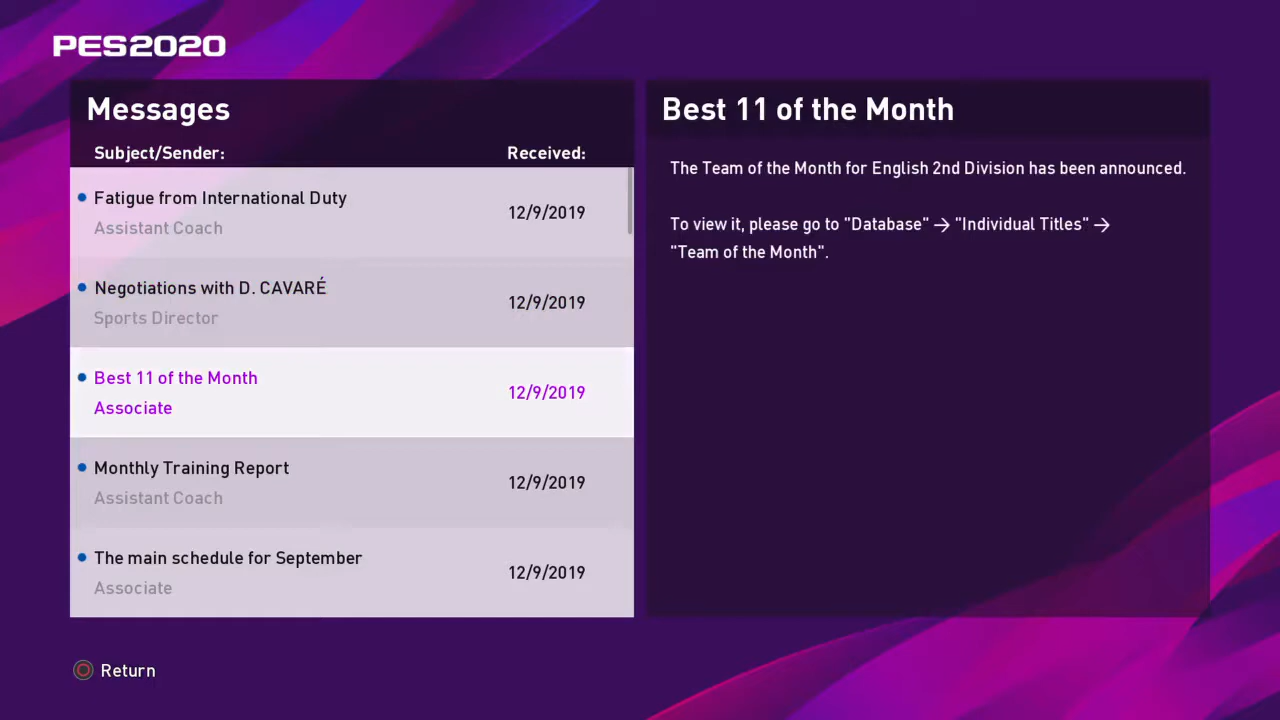 PES2020
Messages
Subject/Sender: Received:
Fatigue from International Duty
Assistant Coach
12/9/2019
Negotiations with D. CAVARÉ
Sports Director
12/9/2019
Best 11 of the Month
Associate
12/9/2019
Monthly Training Report
Assistant Coach
12/9/2019
The main schedule for September
Associate
12/9/2019
Best 11 of the Month
The Team of the Month for English 2nd Division has been announced.
To view it, please go to "Database" → "Individual Titles" →
"Team of the Month".
Return